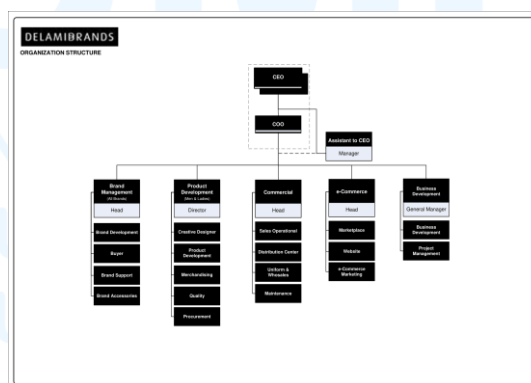 DELAMIBRANDS
ORGANIZATION STRUCTURE
CEO
COO
Assistant to CEO
Manager
Brand
Management
(All Brands)
Head
Brand Development
Buyer
Brand Support
Brand Accessories
Product
Development
(Men & Ladies)
Director
Creative Designer
Product
Development
Merchandising
Quality
Procurement
Commercial
Head
Sales Operational
Distribution Center
Uniform &
Wholesales
Maintenance
e-Commerce
Head
Marketplace
Website
e-Commerce
Marketing
Business
Development
General Manager
Business
Development
Project
Management